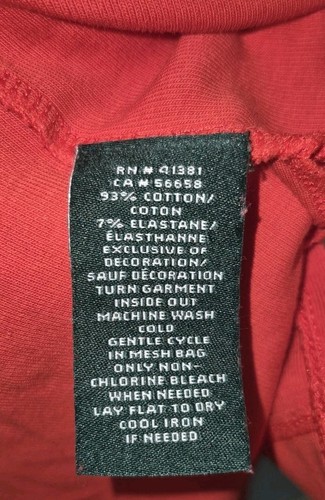 RN # 41381
CA # 56658
93% COTTON/
COTON
7% ELASTANE/
ÉLASTHANNE
EXCLUSIVE OF
DECORATION/
SAUF DÉCORATION
TURN GARMENT
INSIDE OUT
MACHINE WASH
COLD
GENTLE CYCLE
IN MESH BAG
ONLY NON-
CHLORINE BLEACH
WHEN NEEDED
LAY FLAT TO DRY
COOL IRON
IF NEEDED